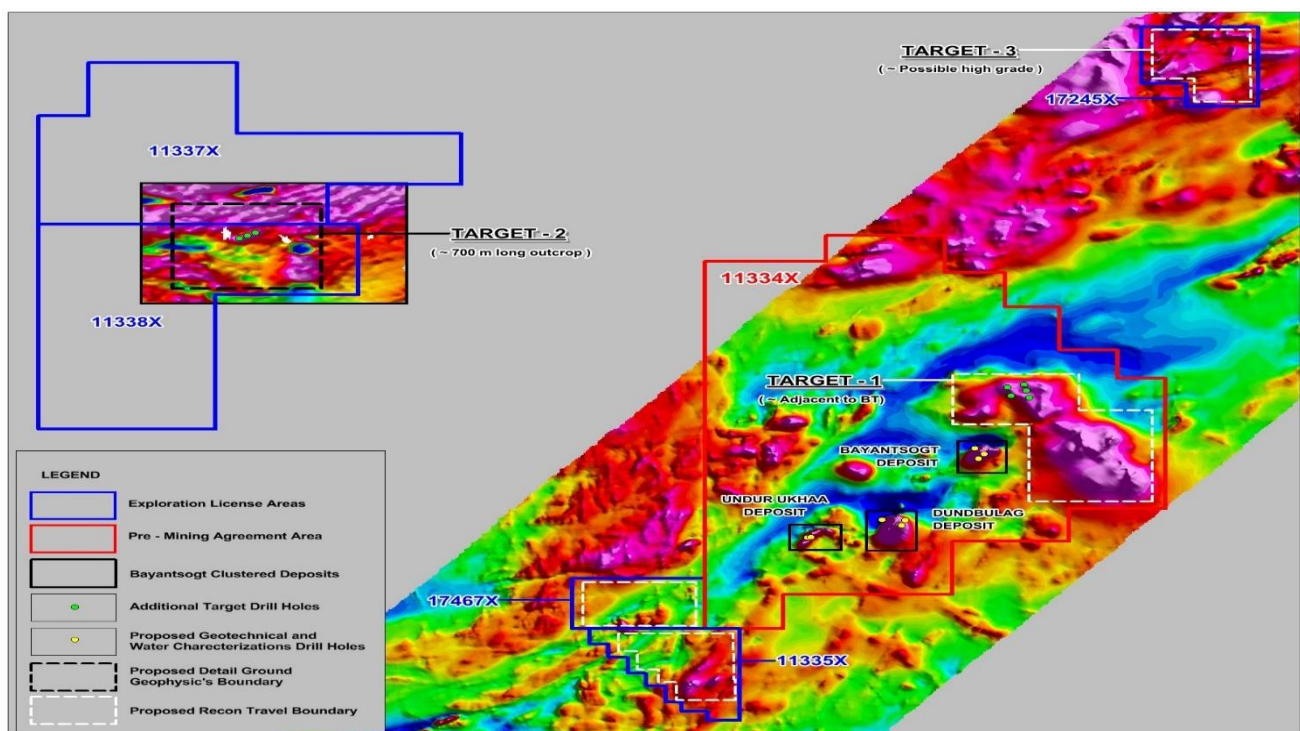 TARGET - 3
( ~ Possible high grade )
17245X
11337X
TARGET - 2
( ~ 700 m long outcrop )
11338X
11334X
TARGET - 1
( ~ Adjacent to BT)
BAYANTSOGT
DEPOSIT
UNDUR UKHAA
DEPOSIT
DUNDBULAG
DEPOSIT
17467X
11335X
LEGEND
Exploration License Areas
Pre - Mining Agreement Area
Bayantsogt Clustered Deposits
Additional Target Drill Holes
Proposed Geotechnical and
Water Charecterizations Drill Holes
Proposed Detail Ground
Geophysic's Boundary
Proposed Recon Travel Boundary